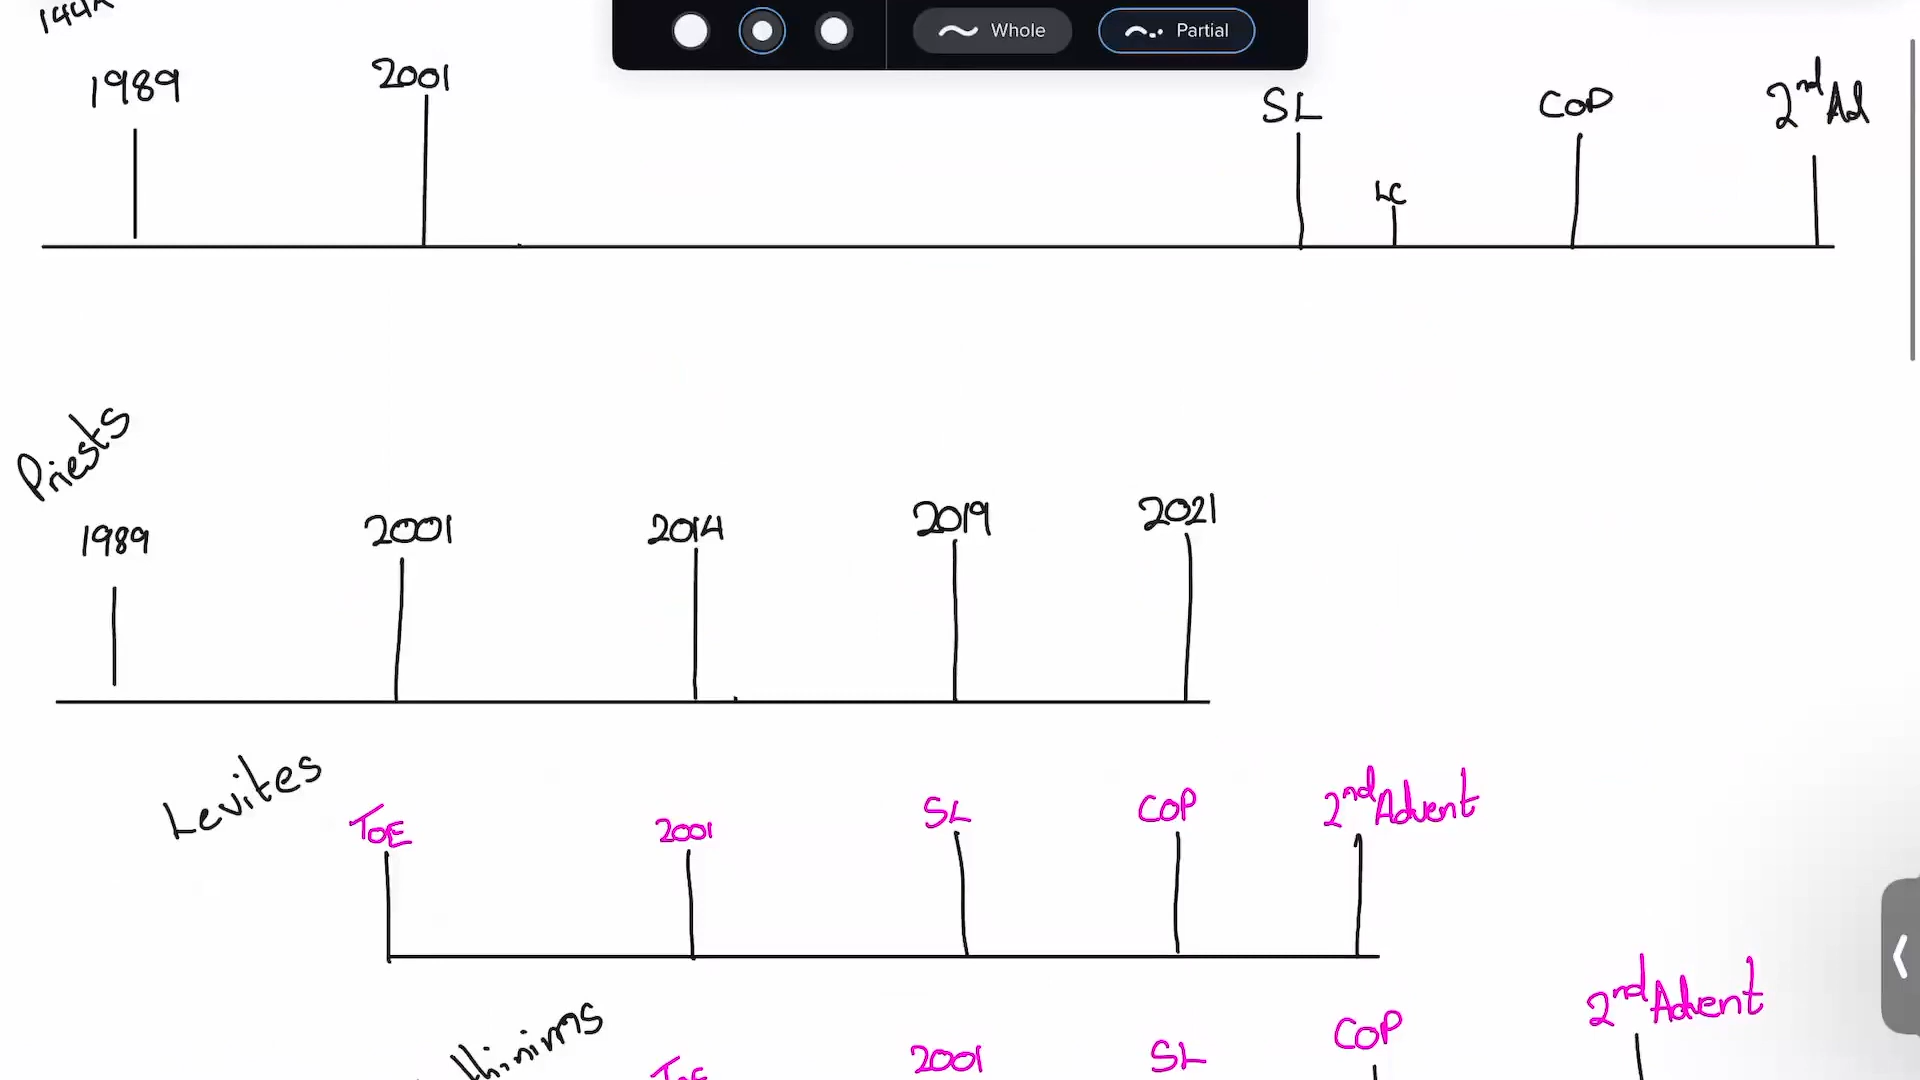 144K
Whole Partial
1989 2001 SL LC COP 2nd Ad
Priests
1989 2001 2014 2019 2021
Levites
TOE 2001 SL COP 2nd Advent
2001 SL COP 2nd Advent